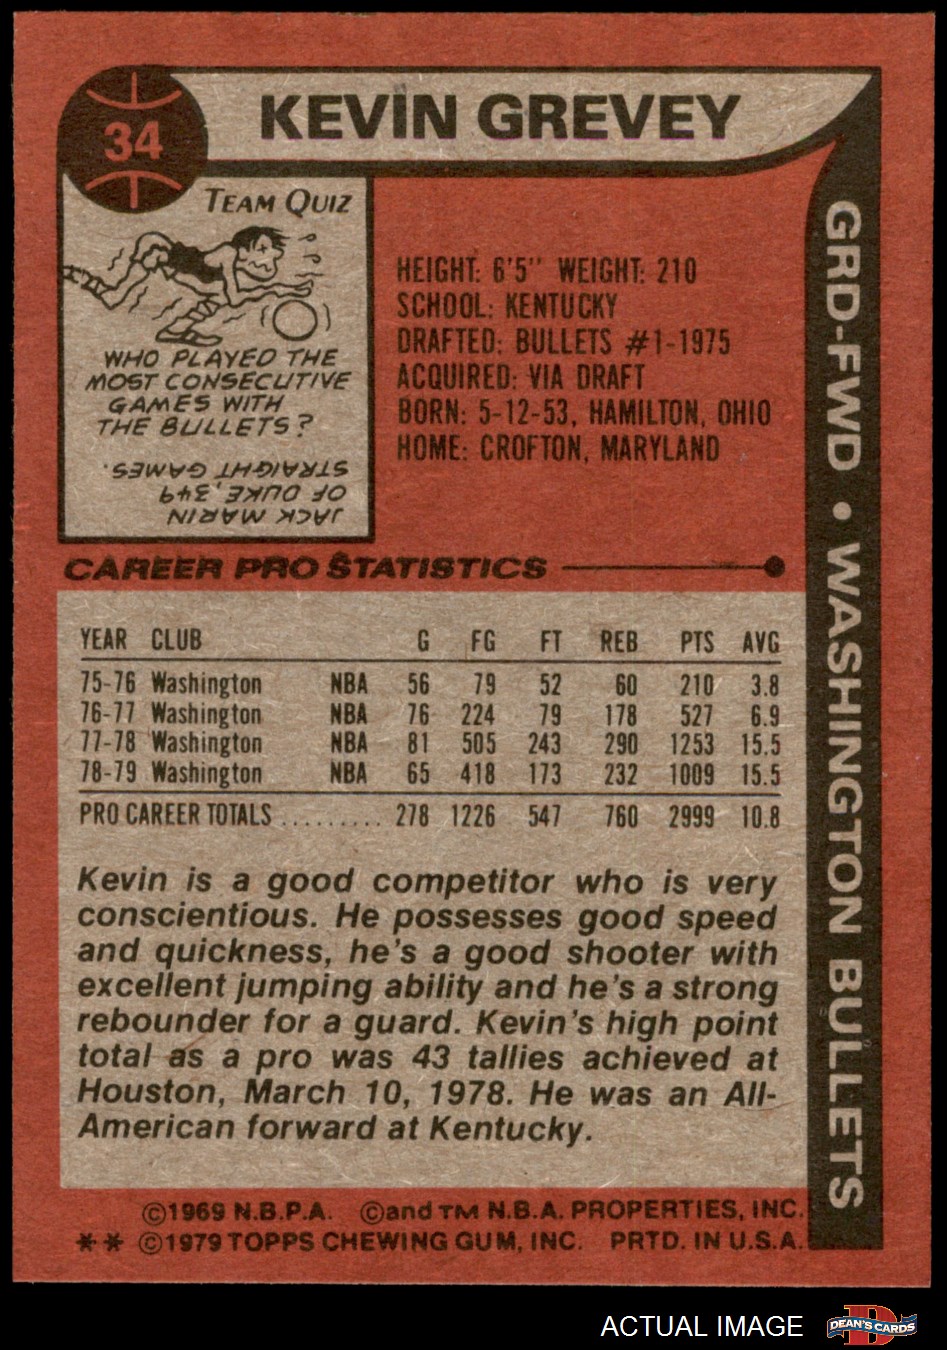 34
KEVIN GREVEY
TEAM QUIZ
WHO PLAYED THE
MOST CONSECUTIVE
GAMES WITH
THE BULLETS?
JACK MARIN
OF DUKE, 349
STRAIGHT GAMES.
HEIGHT: 6'5" WEIGHT: 210
SCHOOL: KENTUCKY
DRAFTED: BULLETS #1-1975
ACQUIRED: VIA DRAFT
BORN: 5-12-53, HAMILTON, OHIO
HOME: CROFTON, MARYLAND
GRD-FWD • WASHINGTON BULLETS
CAREER PRO STATISTICS
YEAR CLUB G FG FT REB PTS AVG
75-76 Washington NBA 56 79 52 60 210 3.8
76-77 Washington NBA 76 224 79 178 527 6.9
77-78 Washington NBA 81 505 243 290 1253 15.5
78-79 Washington NBA 65 418 173 232 1009 15.5
PRO CAREER TOTALS ......... 278 1226 547 760 2999 10.8
Kevin is a good competitor who is very
conscientious. He possesses good speed
and quickness, he's a good shooter with
excellent jumping ability and he's a strong
rebounder for a guard. Kevin's high point
total as a pro was 43 tallies achieved at
Houston, March 10, 1978. He was an All-
American forward at Kentucky.
©1969 N.B.P.A. ©and TM N.B.A. PROPERTIES, INC.
** ©1979 TOPPS CHEWING GUM, INC. PRTD. IN U.S.A.
ACTUAL IMAGE
D
DEAN'S CARDS